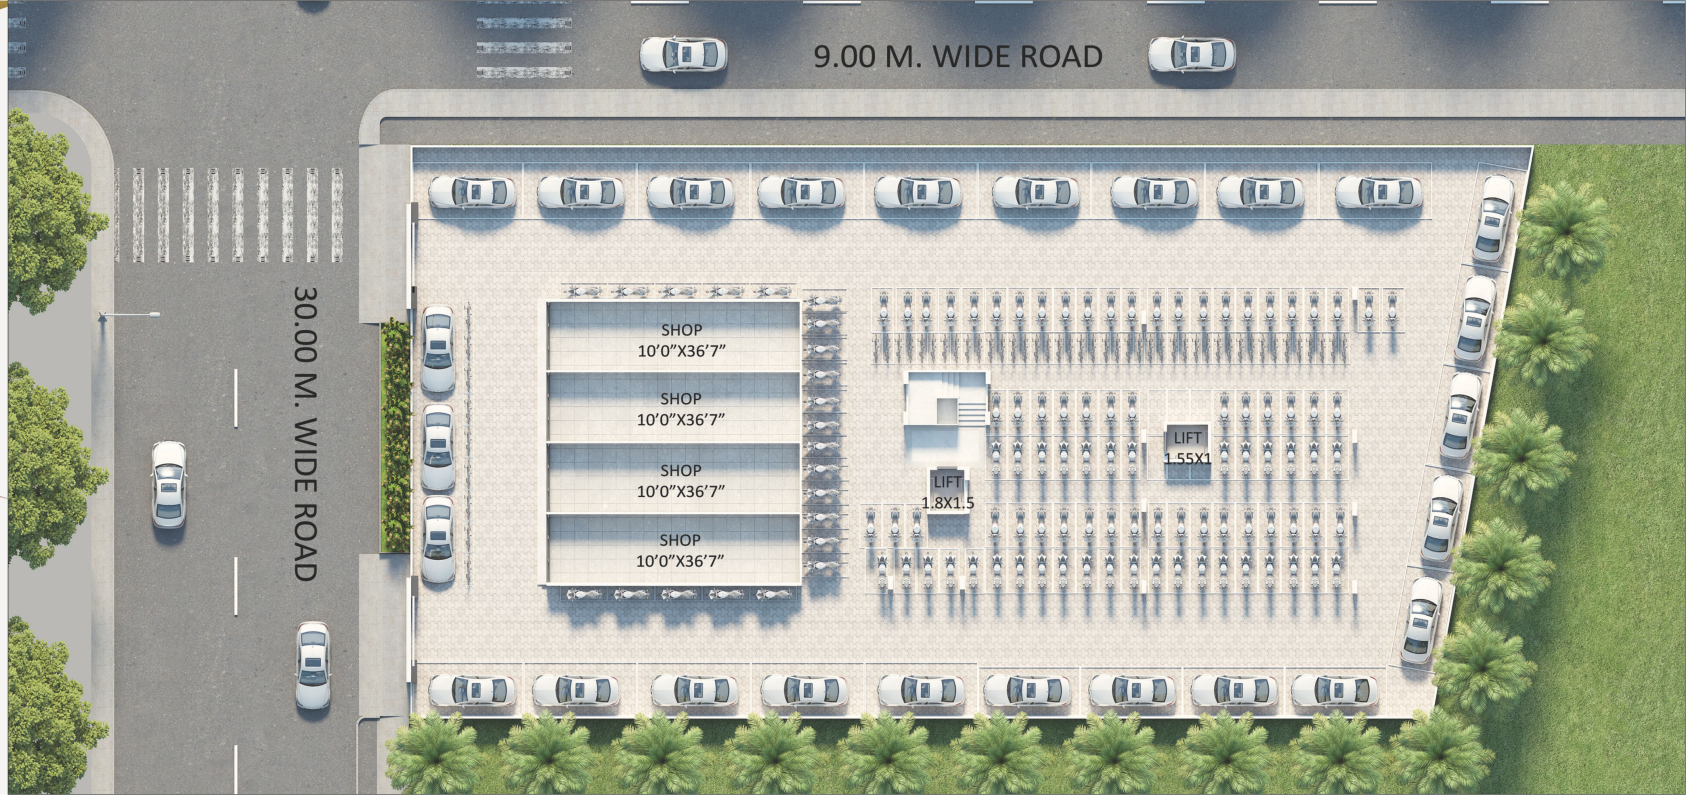 9.00 M. WIDE ROAD
30.00 M. WIDE ROAD
SHOP
10'0"X36'7"
SHOP
10'0"X36'7"
SHOP
10'0"X36'7"
SHOP
10'0"X36'7"
LIFT
1.55X1
LIFT
1.8X1.5